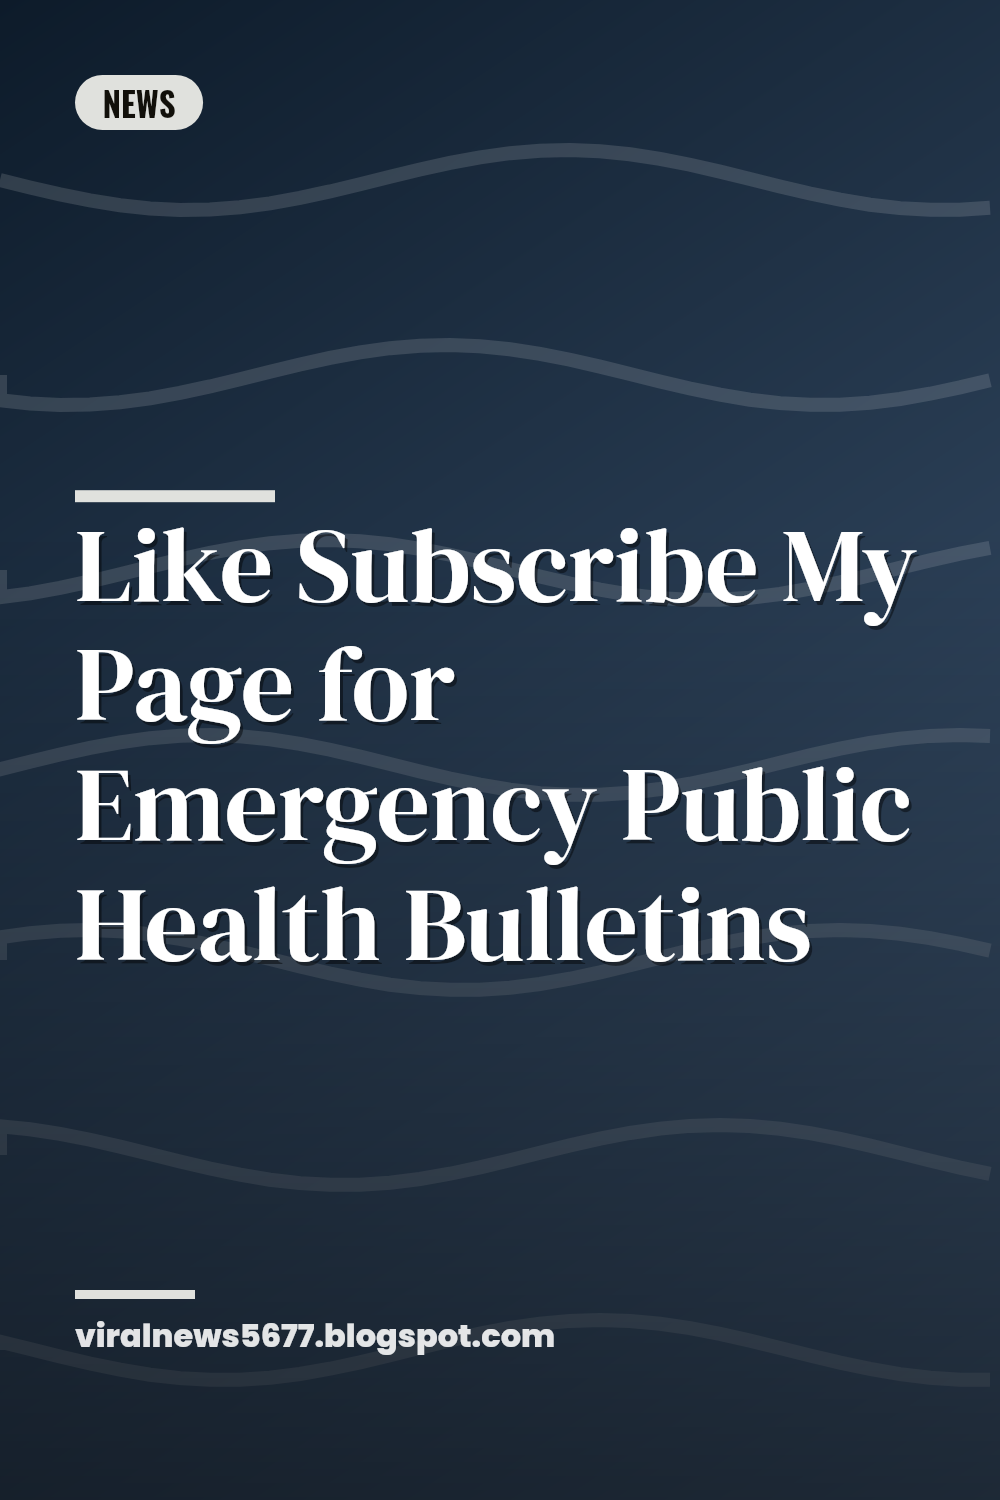 NEWS
Like Subscribe My
Page for
Emergency Public
Health Bulletins
viralnews5677.blogspot.com